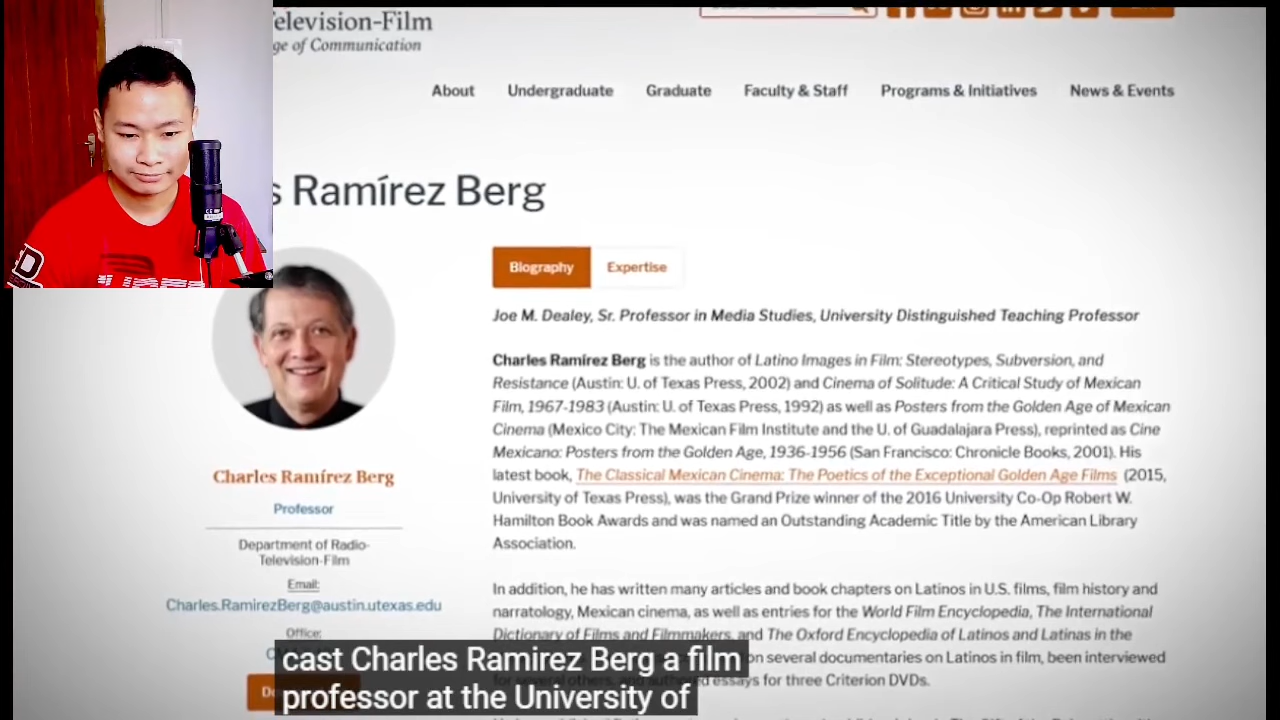 Television-Film
ge of Communication
About Undergraduate Graduate Faculty & Staff Programs & Initiatives News & Events
s Ramírez Berg
Biography Expertise
Joe M. Dealey, Sr. Professor in Media Studies, University Distinguished Teaching Professor
Charles Ramírez Berg is the author of Latino Images in Film: Stereotypes, Subversion, and
Resistance (Austin: U. of Texas Press, 2002) and Cinema of Solitude: A Critical Study of Mexican
Film, 1967-1983 (Austin: U. of Texas Press, 1992) as well as Posters from the Golden Age of Mexican
Cinema (Mexico City: The Mexican Film Institute and the U. of Guadalajara Press), reprinted as Cine
Mexicano: Posters from the Golden Age, 1936-1956 (San Francisco: Chronicle Books, 2001). His
latest book, The Classical Mexican Cinema: The Poetics of the Exceptional Golden Age Films (2015,
University of Texas Press), was the Grand Prize winner of the 2016 University Co-Op Robert W.
Hamilton Book Awards and was named an Outstanding Academic Title by the American Library
Association.
In addition, he has written many articles and book chapters on Latinos in U.S. films, film history and
narratology, Mexican cinema, as well as entries for the World Film Encyclopedia, The International
Dictionary of Films and Filmmakers, and The Oxford Encyclopedia of Latinos and Latinas in the
on several documentaries on Latinos in film, been interviewed
essays for three Criterion DVDs.
Charles Ramírez Berg
Professor
Department of Radio-
Television-Film
Email:
Charles.RamirezBerg@austin.utexas.edu
Office:
cast Charles Ramirez Berg a film
professor at the University of